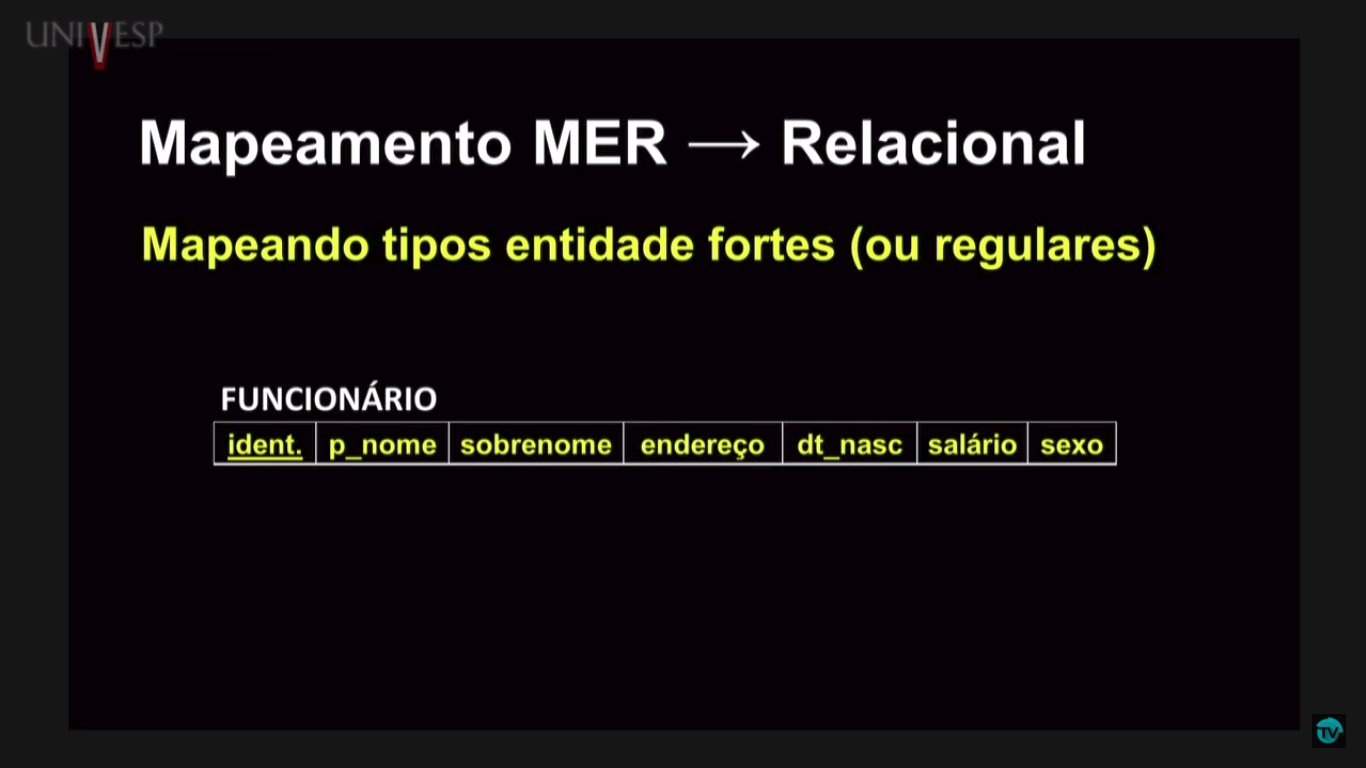 UNIVESP
Mapeamento MER → Relacional
Mapeando tipos entidade fortes (ou regulares)
FUNCIONÁRIO
ident. p_nome sobrenome endereço dt_nasc salário sexo
TV